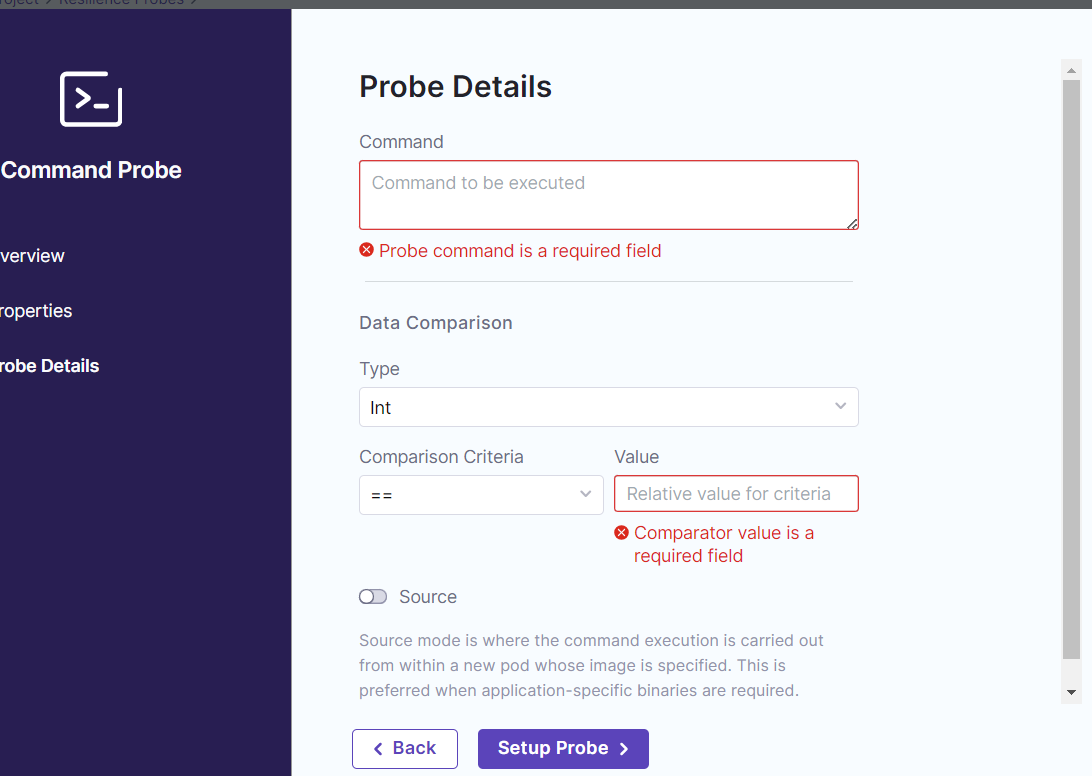 Resilience Probes
Command Probe
verview
roperties
robe Details
Probe Details
Command
Command to be executed
Probe command is a required field
Data Comparison
Type
Int
Comparison Criteria
Value
==
Relative value for criteria
Comparator value is a
required field
Source
Source mode is where the command execution is carried out
from within a new pod whose image is specified. This is
preferred when application-specific binaries are required.
Back
Setup Probe